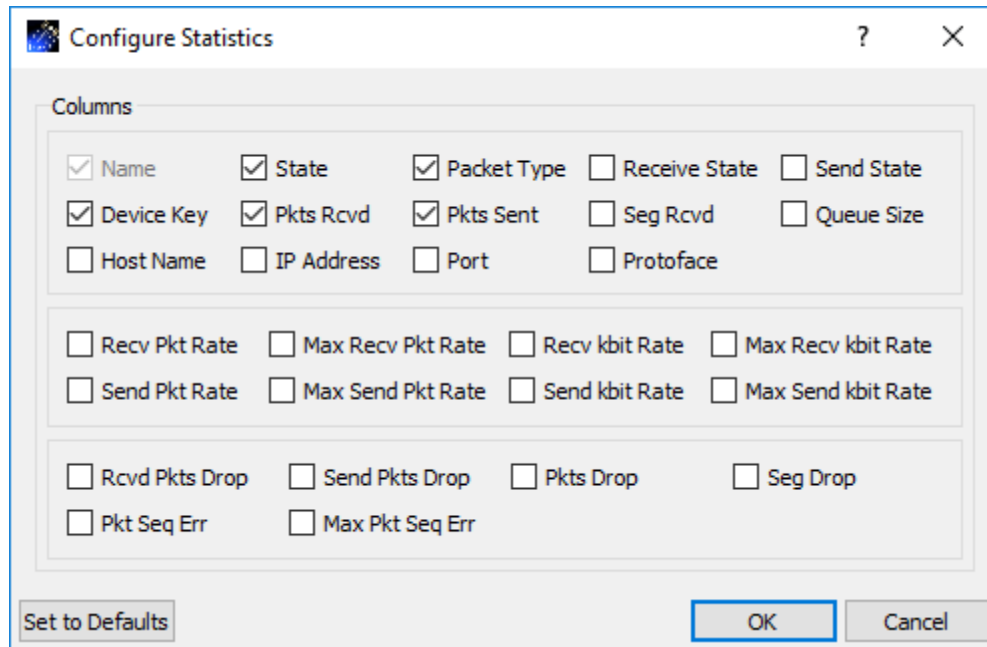 Configure Statistics ?
Columns
Name State Packet Type Receive State Send State
Device Key Pkts Rcvd Pkts Sent Seg Rcvd Queue Size
Host Name IP Address Port Protoface
Recv Pkt Rate Max Recv Pkt Rate Recv kbit Rate Max Recv kbit Rate
Send Pkt Rate Max Send Pkt Rate Send kbit Rate Max Send kbit Rate
Rcvd Pkts Drop Send Pkts Drop Pkts Drop Seg Drop
Pkt Seq Err Max Pkt Seq Err
Set to Defaults OK Cancel